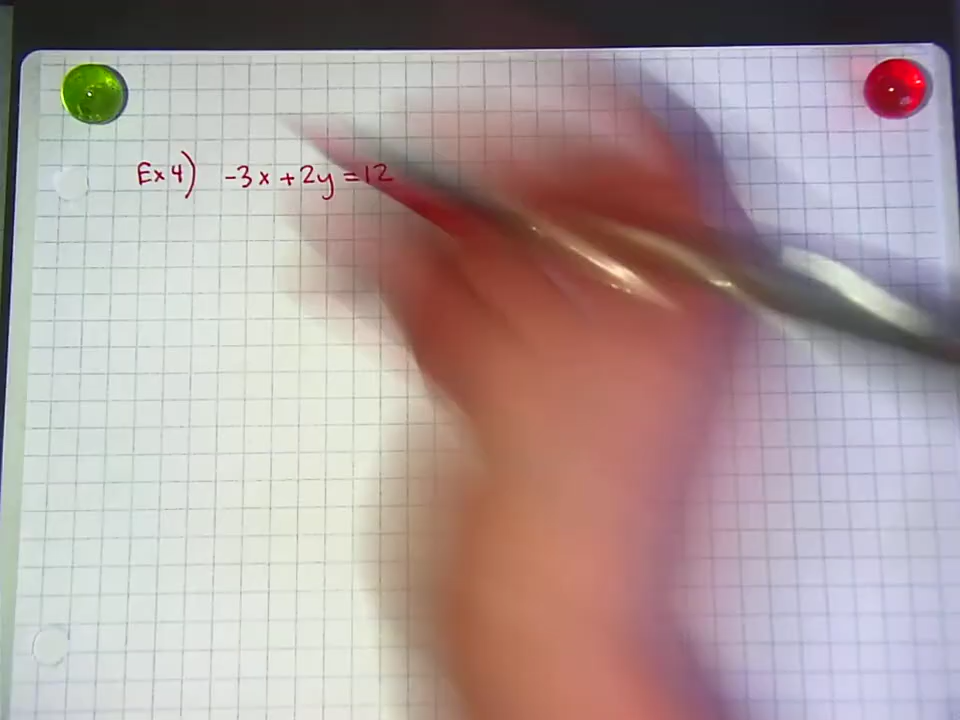 Ex 4) -3x + 2y = 12